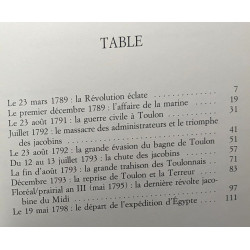 TABLE
Le 23 mars 1789 : la Révolution éclate 7
Le premier décembre 1789 : l'affaire de la marine 19
Le 23 août 1791 : la guerre civile à Toulon 31
Juillet 1792 : le massacre des administrateurs et le triomphe
des jacobins 41
Le 23 août 1792 : la grande évasion du bagne de Toulon 51
Du 12 au 13 juillet 1793 : la chute des jacobins 61
La fin d'août 1793 : la grande trahison des Toulonnais
Décembre 1793 : la reprise de Toulon et la Terreur 83
Floréal/prairial an III (mai 1795) : la dernière révolte jaco-
bine du Midi 97
Le 19 mai 1798 : le départ de l'expédition d'Égypte 111